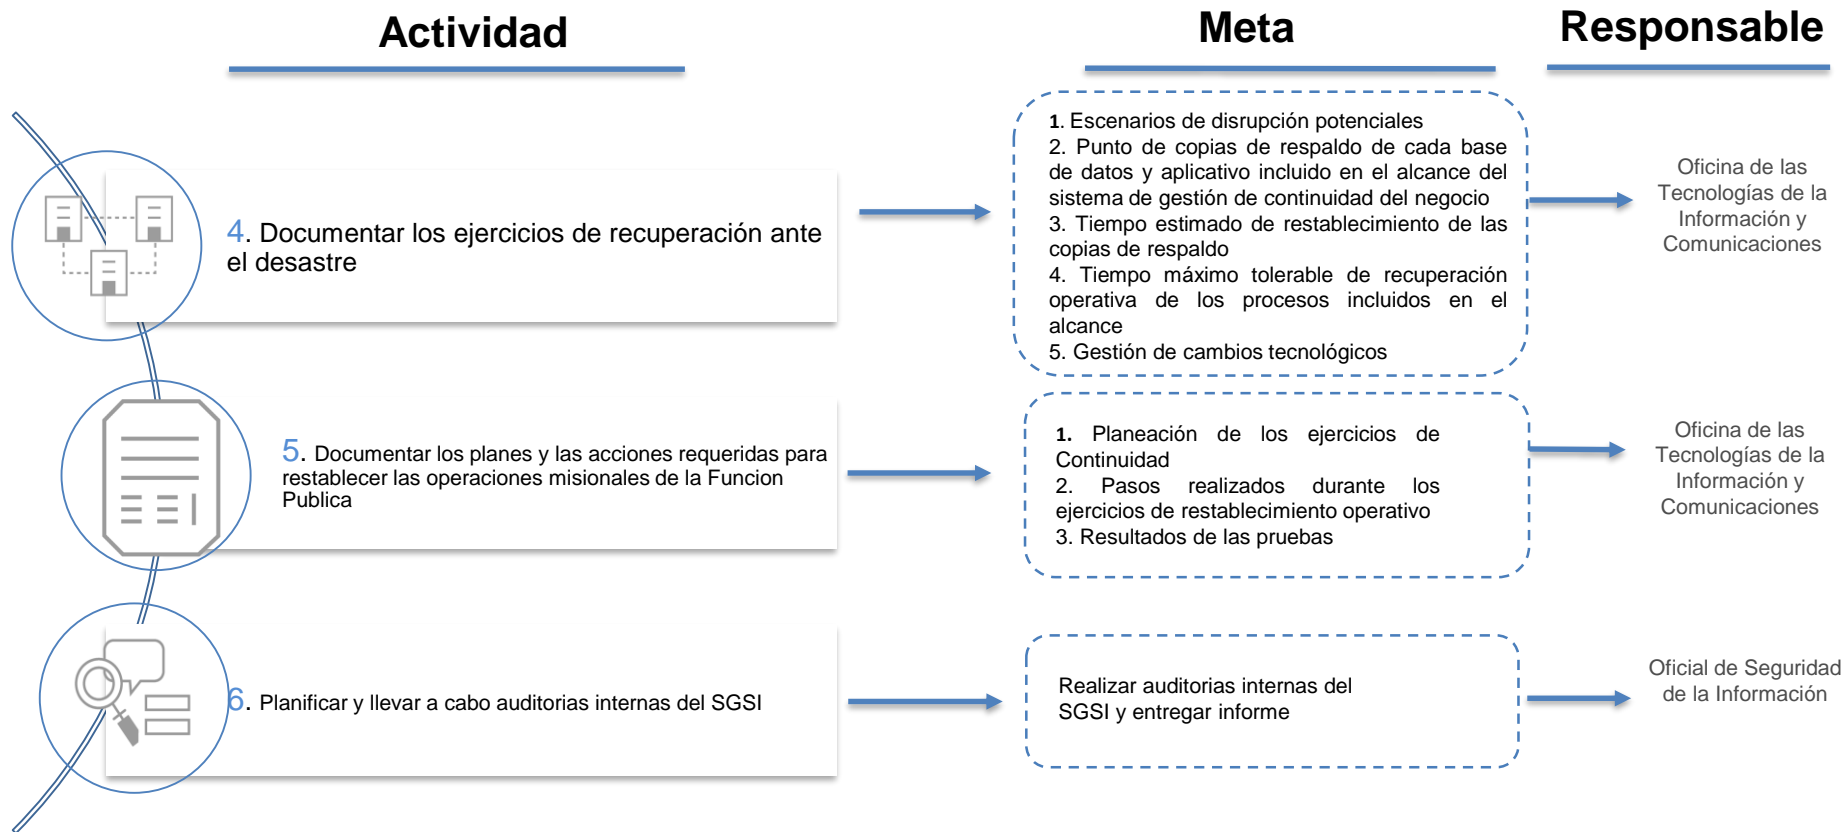 Actividad
Meta
Responsable
4. Documentar los ejercicios de recuperación ante
el desastre
1. Escenarios de disrupción potenciales
2. Punto de copias de respaldo de cada base
de datos y aplicativo incluido en el alcance del
sistema de gestión de continuidad del negocio
3. Tiempo estimado de restablecimiento de las
copias de respaldo
4. Tiempo máximo tolerable de recuperación
operativa de los procesos incluidos en el
alcance
5. Gestión de cambios tecnológicos
Oficina de las
Tecnologías de la
Información y
Comunicaciones
5. Documentar los planes y las acciones requeridas para
restablecer las operaciones misionales de la Funcion
Publica
1. Planeación de los ejercicios de
Continuidad
2. Pasos realizados durante los
ejercicios de restablecimiento operativo
3. Resultados de las pruebas
Oficina de las
Tecnologías de la
Información y
Comunicaciones
6. Planificar y llevar a cabo auditorias internas del SGSI
Realizar auditorias internas del
SGSI y entregar informe
Oficial de Seguridad
de la Información